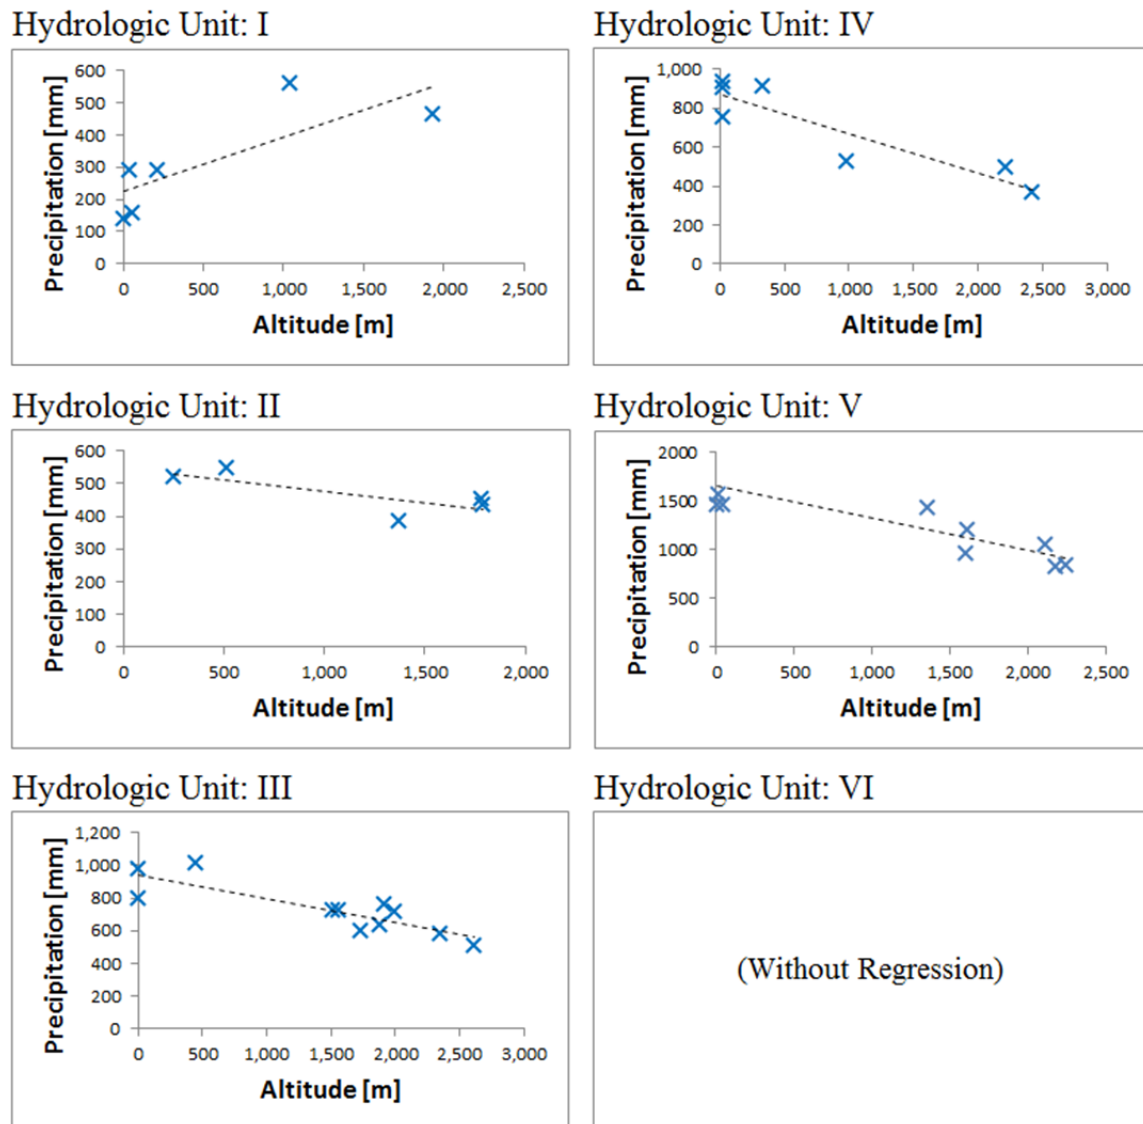 Hydrologic Unit: I
Precipitation [mm]
600
500
400
300
200
100
0
0 500 1,000 1,500 2,000 2,500
Altitude [m]
Hydrologic Unit: IV
Precipitation [mm]
1,000
800
600
400
200
0
0 500 1,000 1,500 2,000 2,500 3,000
Altitude [m]
Hydrologic Unit: II
Precipitation [mm]
600
500
400
300
200
100
0
0 500 1,000 1,500 2,000
Altitude [m]
Hydrologic Unit: V
Precipitation [mm]
2000
1500
1000
500
0
0 500 1,000 1,500 2,000 2,500
Altitude [m]
Hydrologic Unit: III
Precipitation [mm]
1,200
1,000
800
600
400
200
0
0 500 1,000 1,500 2,000 2,500 3,000
Altitude [m]
Hydrologic Unit: VI
(Without Regression)